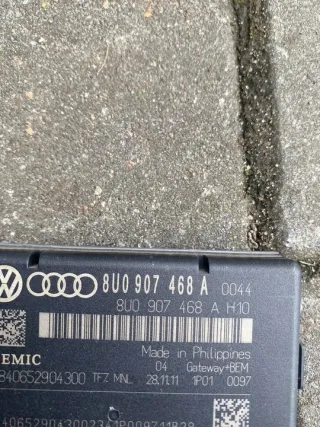 8U0 907 468 A 0044
8U0 907 468 A H10
Made in Philippines
EMIC 04 Gateway+BEM
840652904300 TFZ MNL 28.11.11 1P01 0097